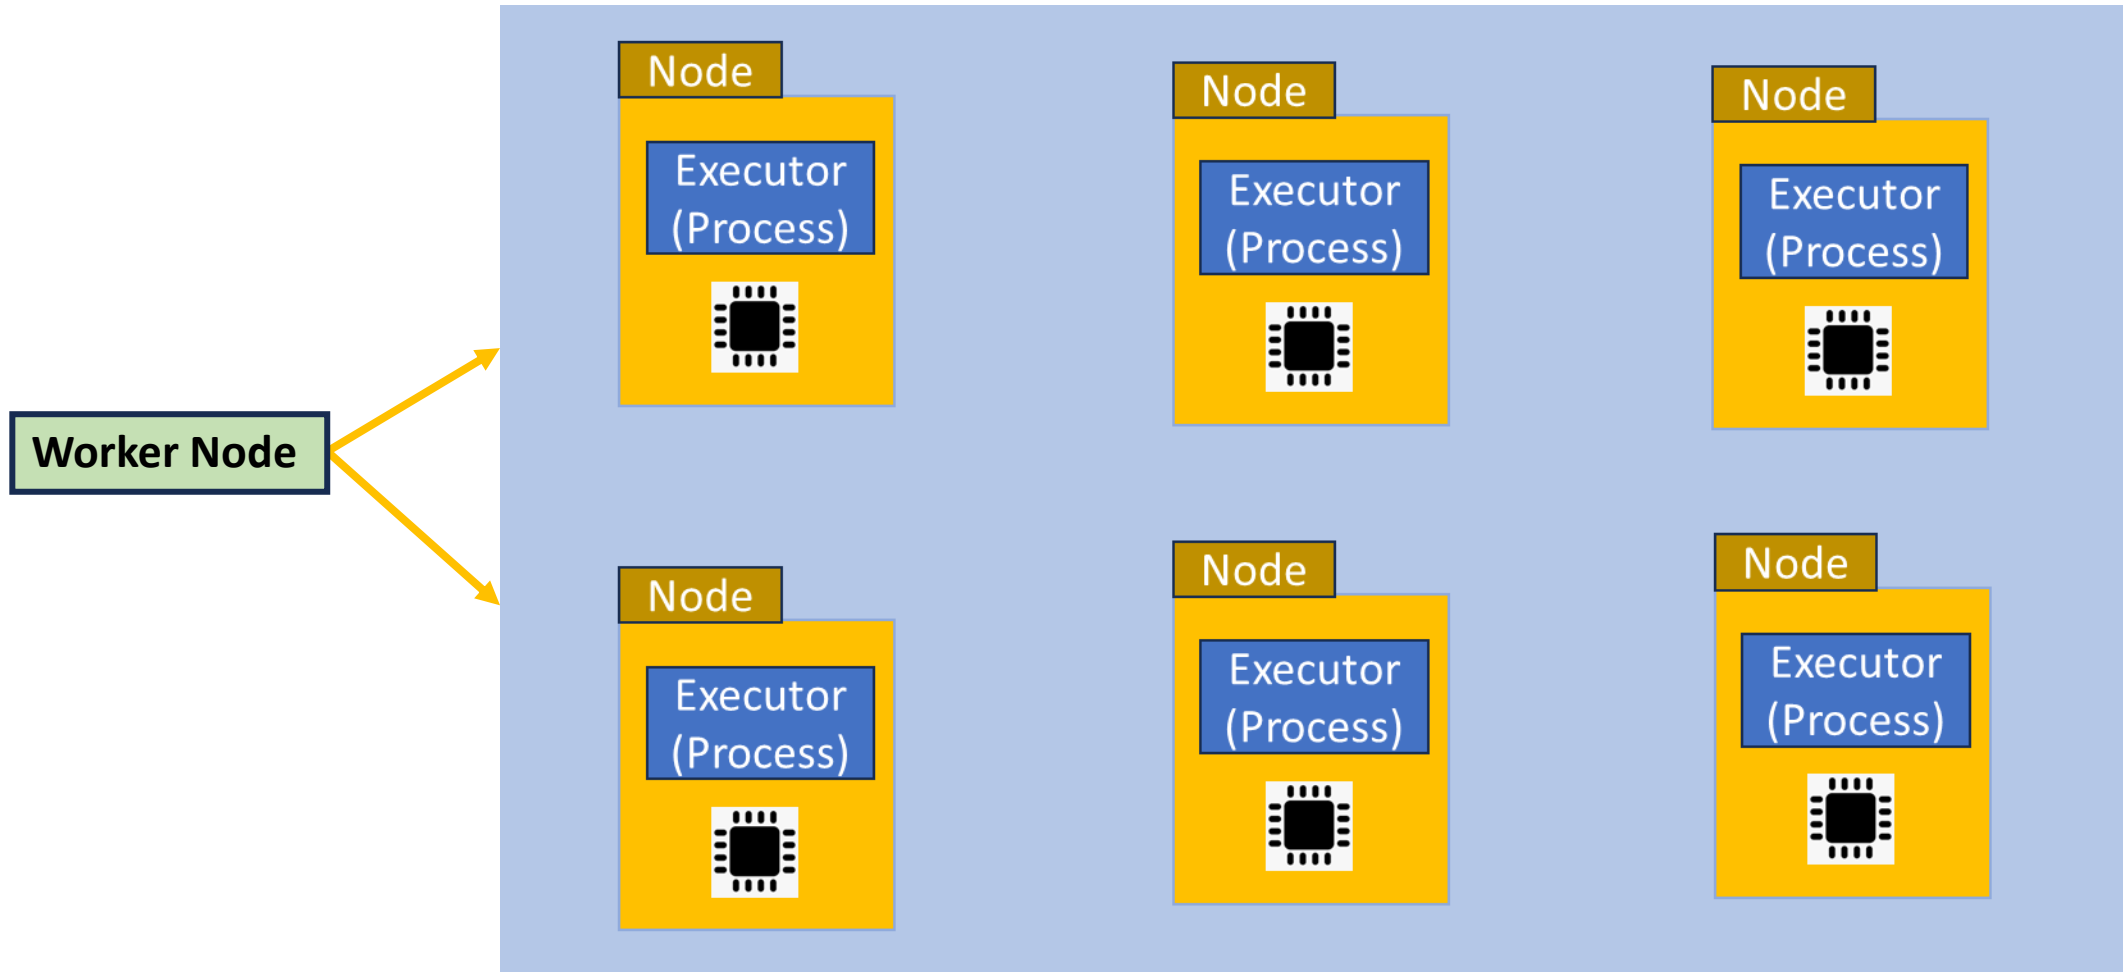 Node
Executor
(Process)
Node
Executor
(Process)
Node
Executor
(Process)
Worker Node
Node
Executor
(Process)
Node
Executor
(Process)
Node
Executor
(Process)